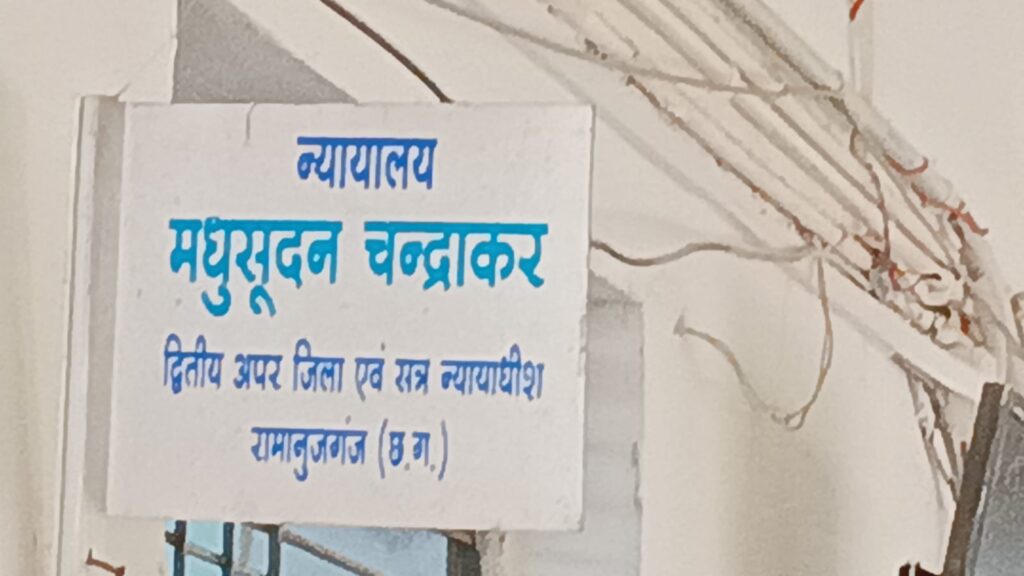 न्यायालय
मधुसूदन चन्द्राकर
द्वितीय अपर जिला एवं सत्र न्यायाधीश
रामानुजगंज (छ.ग.)